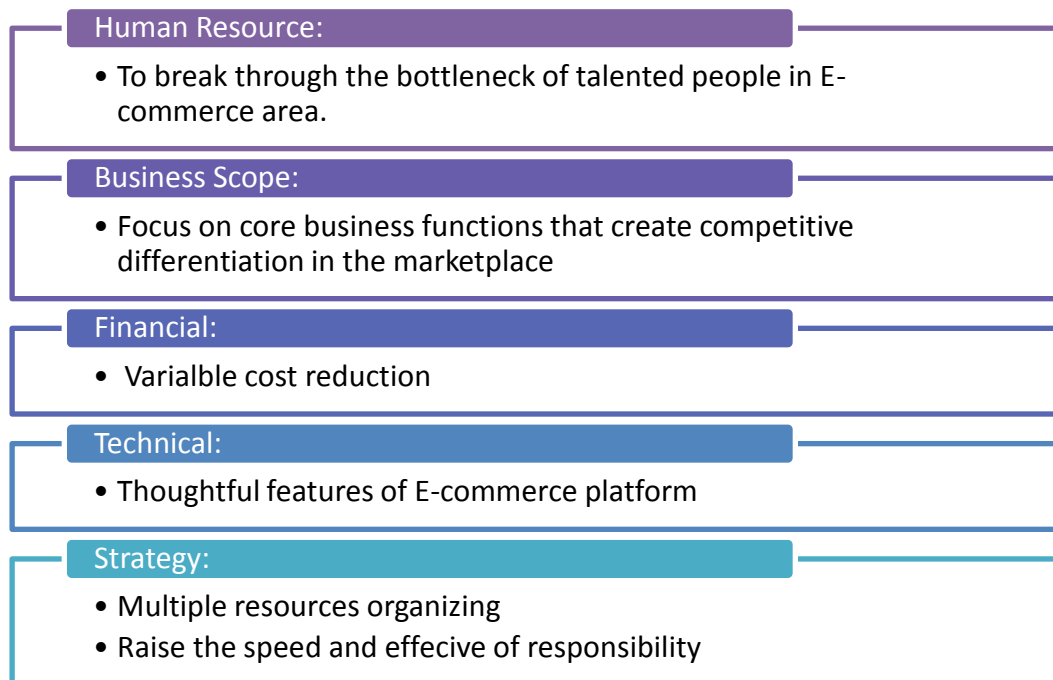 Human Resource:
• To break through the bottleneck of talented people in E-
commerce area.
Business Scope:
• Focus on core business functions that create competitive
differentiation in the marketplace
Financial:
• Varialble cost reduction
Technical:
• Thoughtful features of E-commerce platform
Strategy:
• Multiple resources organizing
• Raise the speed and effecive of responsibility